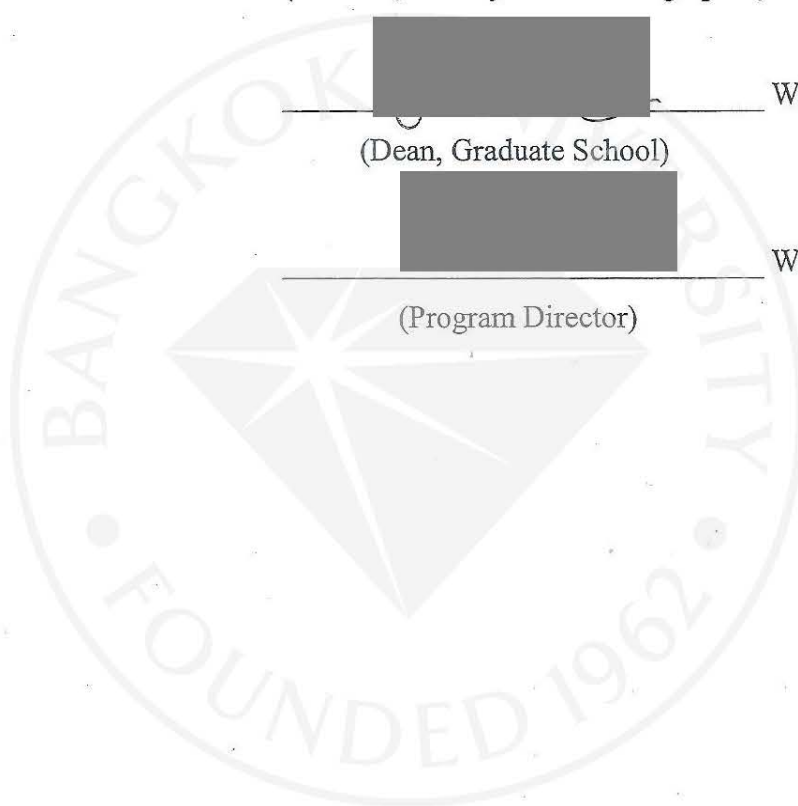 W
(Dean, Graduate School)
W
(Program Director)
BANGKOK UNIVERSITY
FOUNDED 1962